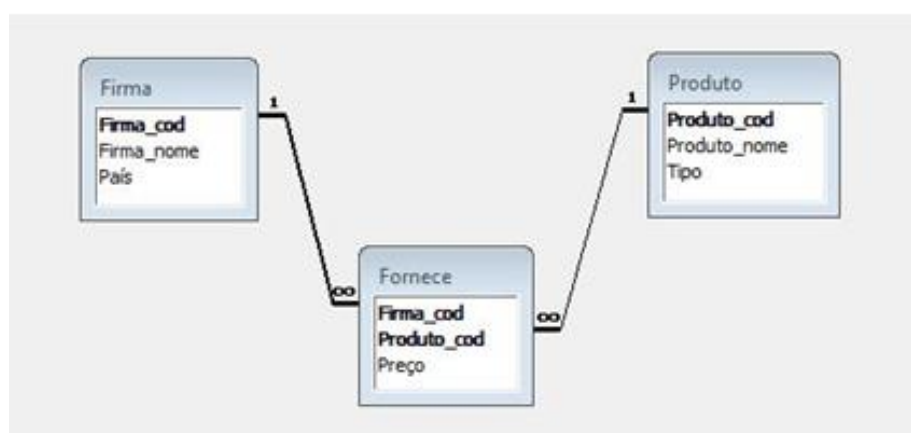 Firma
Firma_cod
Firma_nome
País
1
Produto
Produto_cod
Produto_nome
Tipo
1
Fornece
Firma_cod
Produto_cod
Preço
∞
∞